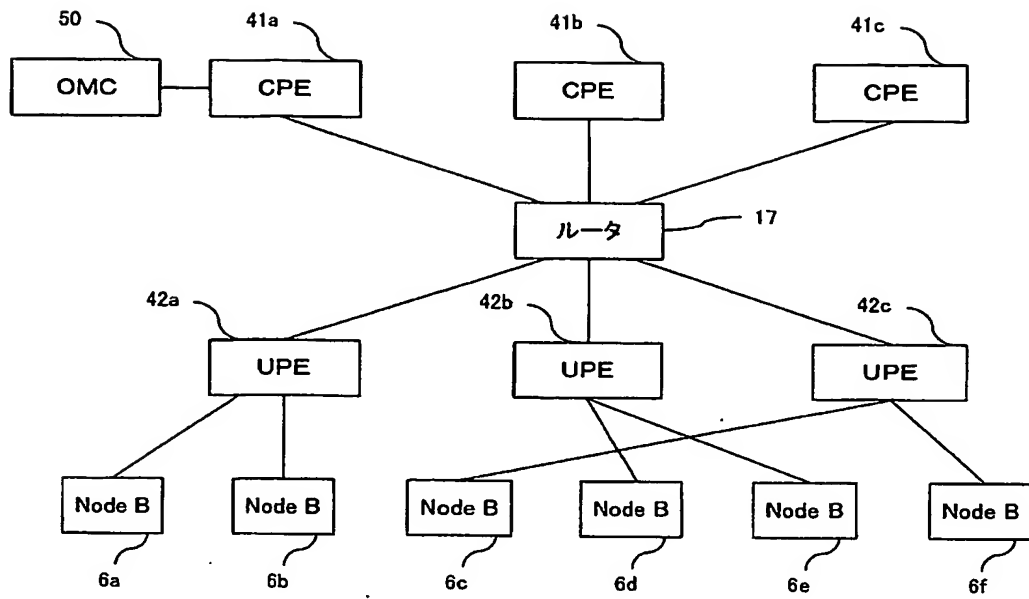 50
41a
41b
41c
OMC
CPE
CPE
CPE
ルータ
17
42a
42b
42c
UPE
UPE
UPE
Node B
Node B
Node B
Node B
Node B
Node B
6a
6b
6c
6d
6e
6f